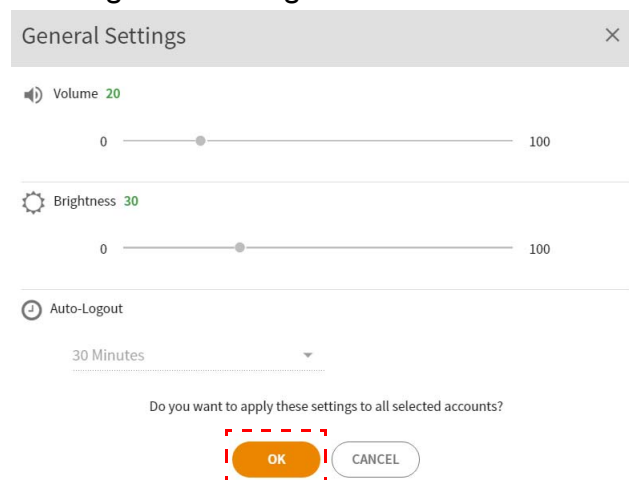 General Settings
Volume 20
0 100
Brightness 30
0 100
Auto-Logout
30 Minutes
Do you want to apply these settings to all selected accounts?
OK CANCEL